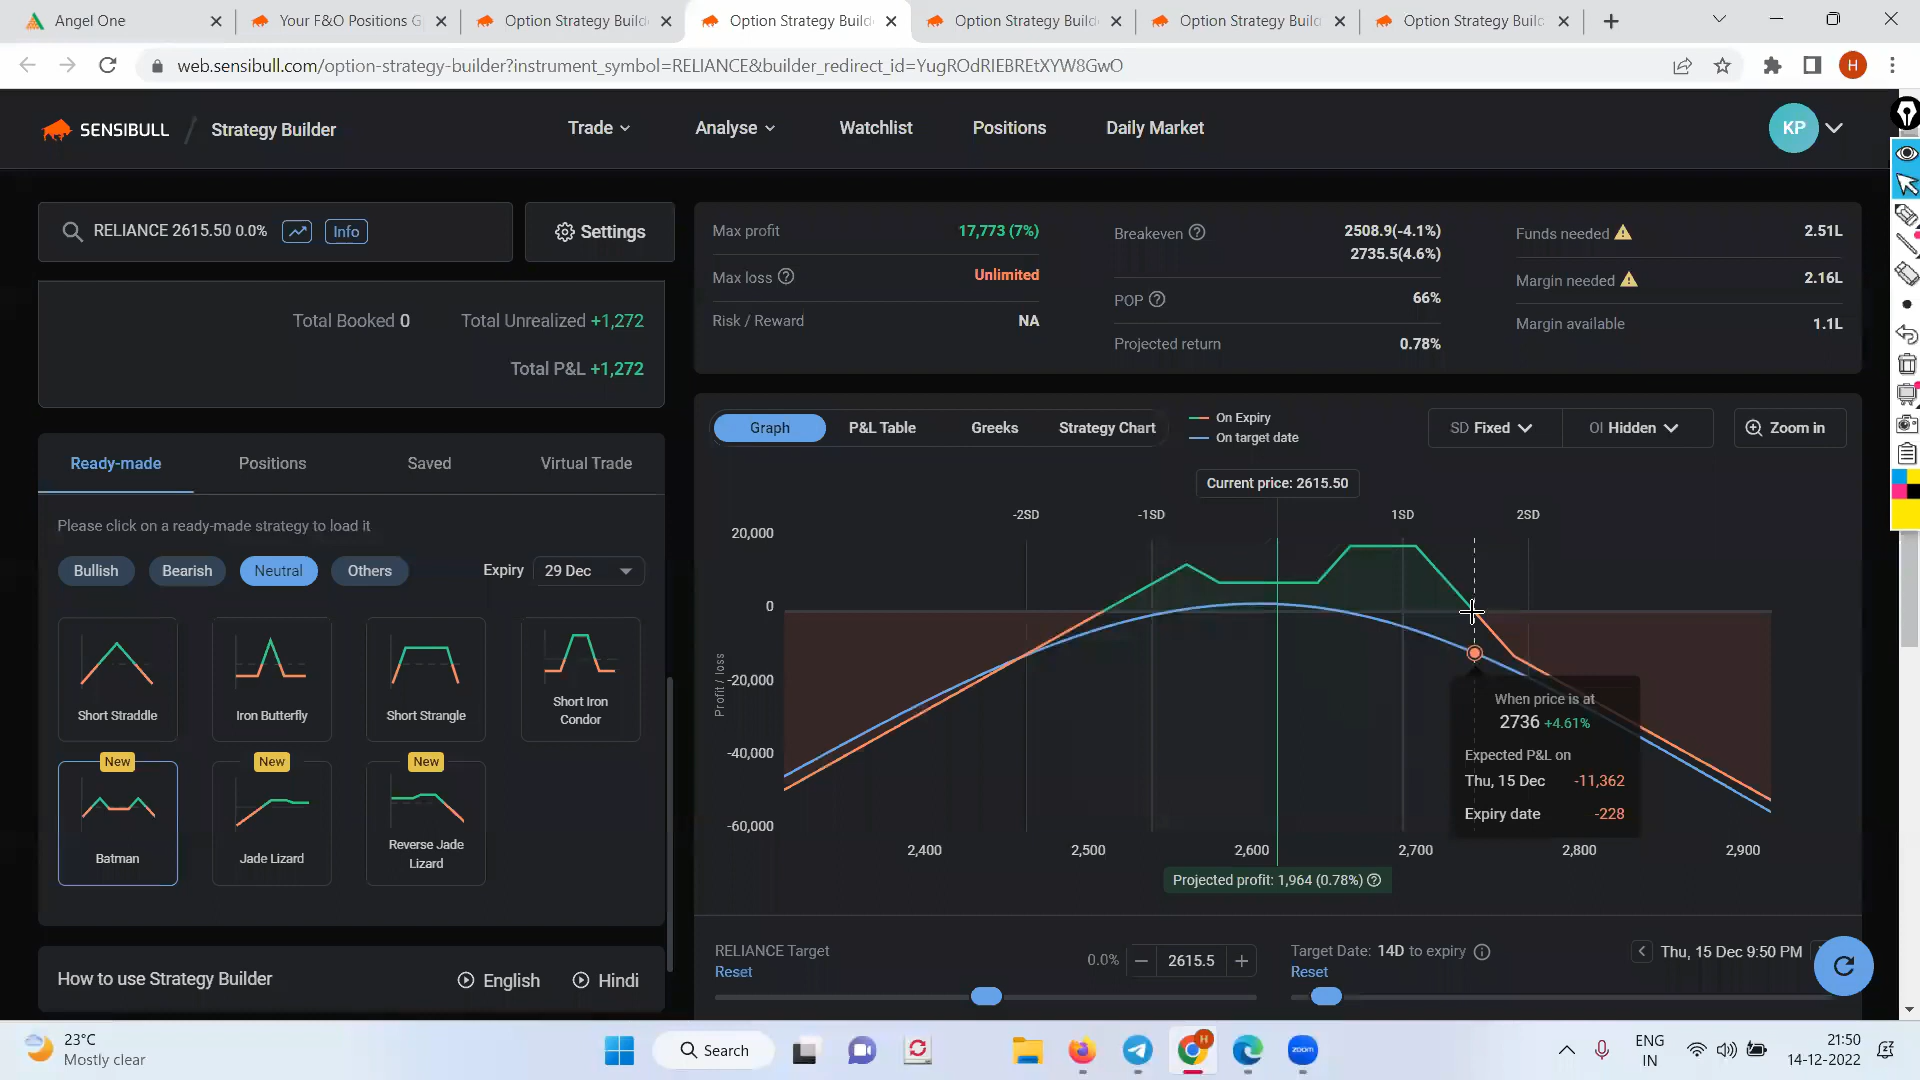 Angel One
Your F&O Positions G
Option Strategy Build
Option Strategy Build
Option Strategy Build
Option Strategy Build
Option Strategy Build
web.sensibull.com/option-strategy-builder?instrument_symbol=RELIANCE&builder_redirect_id=YugROdRIEBREtXYW8GwO
H
SENSIBULL / Strategy Builder
Trade
Analyse
Watchlist
Positions
Daily Market
KP
RELIANCE 2615.50 0.0%
Info
Settings
Total Booked 0
Total Unrealized +1,272
Total P&L +1,272
Max profit 17,773 (7%)
Max loss Unlimited
Risk / Reward NA
Breakeven 2508.9(-4.1%)
2735.5(4.6%)
POP 66%
Projected return 0.78%
Funds needed 2.51L
Margin needed 2.16L
Margin available 1.1L
Ready-made
Positions
Saved
Virtual Trade
Please click on a ready-made strategy to load it
Bullish
Bearish
Neutral
Others
Expiry 29 Dec
Short Straddle
Iron Butterfly
Short Strangle
Short Iron
Condor
New
New
New
Batman
Jade Lizard
Reverse Jade
Lizard
How to use Strategy Builder
English
Hindi
Graph
P&L Table
Greeks
Strategy Chart
On Expiry
On target date
SD Fixed
OI Hidden
Zoom in
Current price: 2615.50
-2SD
-1SD
1SD
2SD
20,000
0
-20,000
-40,000
-60,000
Profit / loss
When price is at
2736 +4.61%
Expected P&L on
Thu, 15 Dec -11,362
Expiry date -228
2,400
2,500
2,600
2,700
2,800
2,900
Projected profit: 1,964 (0.78%)
RELIANCE Target
Reset
0.0%
2615.5
Target Date: 14D to expiry
Reset
Thu, 15 Dec 9:50 PM
23°C
Mostly clear
Search
H
zoom
ENG
IN
21:50
14-12-2022